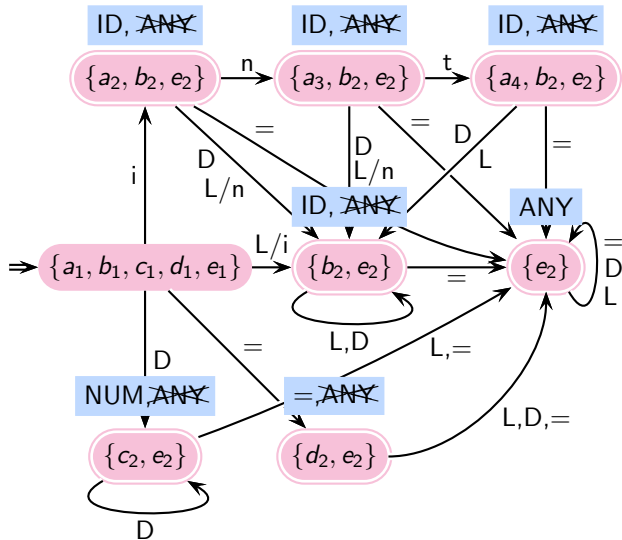 ID, ANY ID, ANY ID, ANY
{a₂, b₂, e₂} n {a₃, b₂, e₂} t {a₄, b₂, e₂}
= = D =
D D L
L/n L/n
i ID, ANY ANY
{a₁, b₁, c₁, d₁, e₁} L/i {b₂, e₂} = {e₂} =
D
L
L,D L,=
D =
NUM,ANY =,ANY
L,D,=
{c₂, e₂} {d₂, e₂}
D